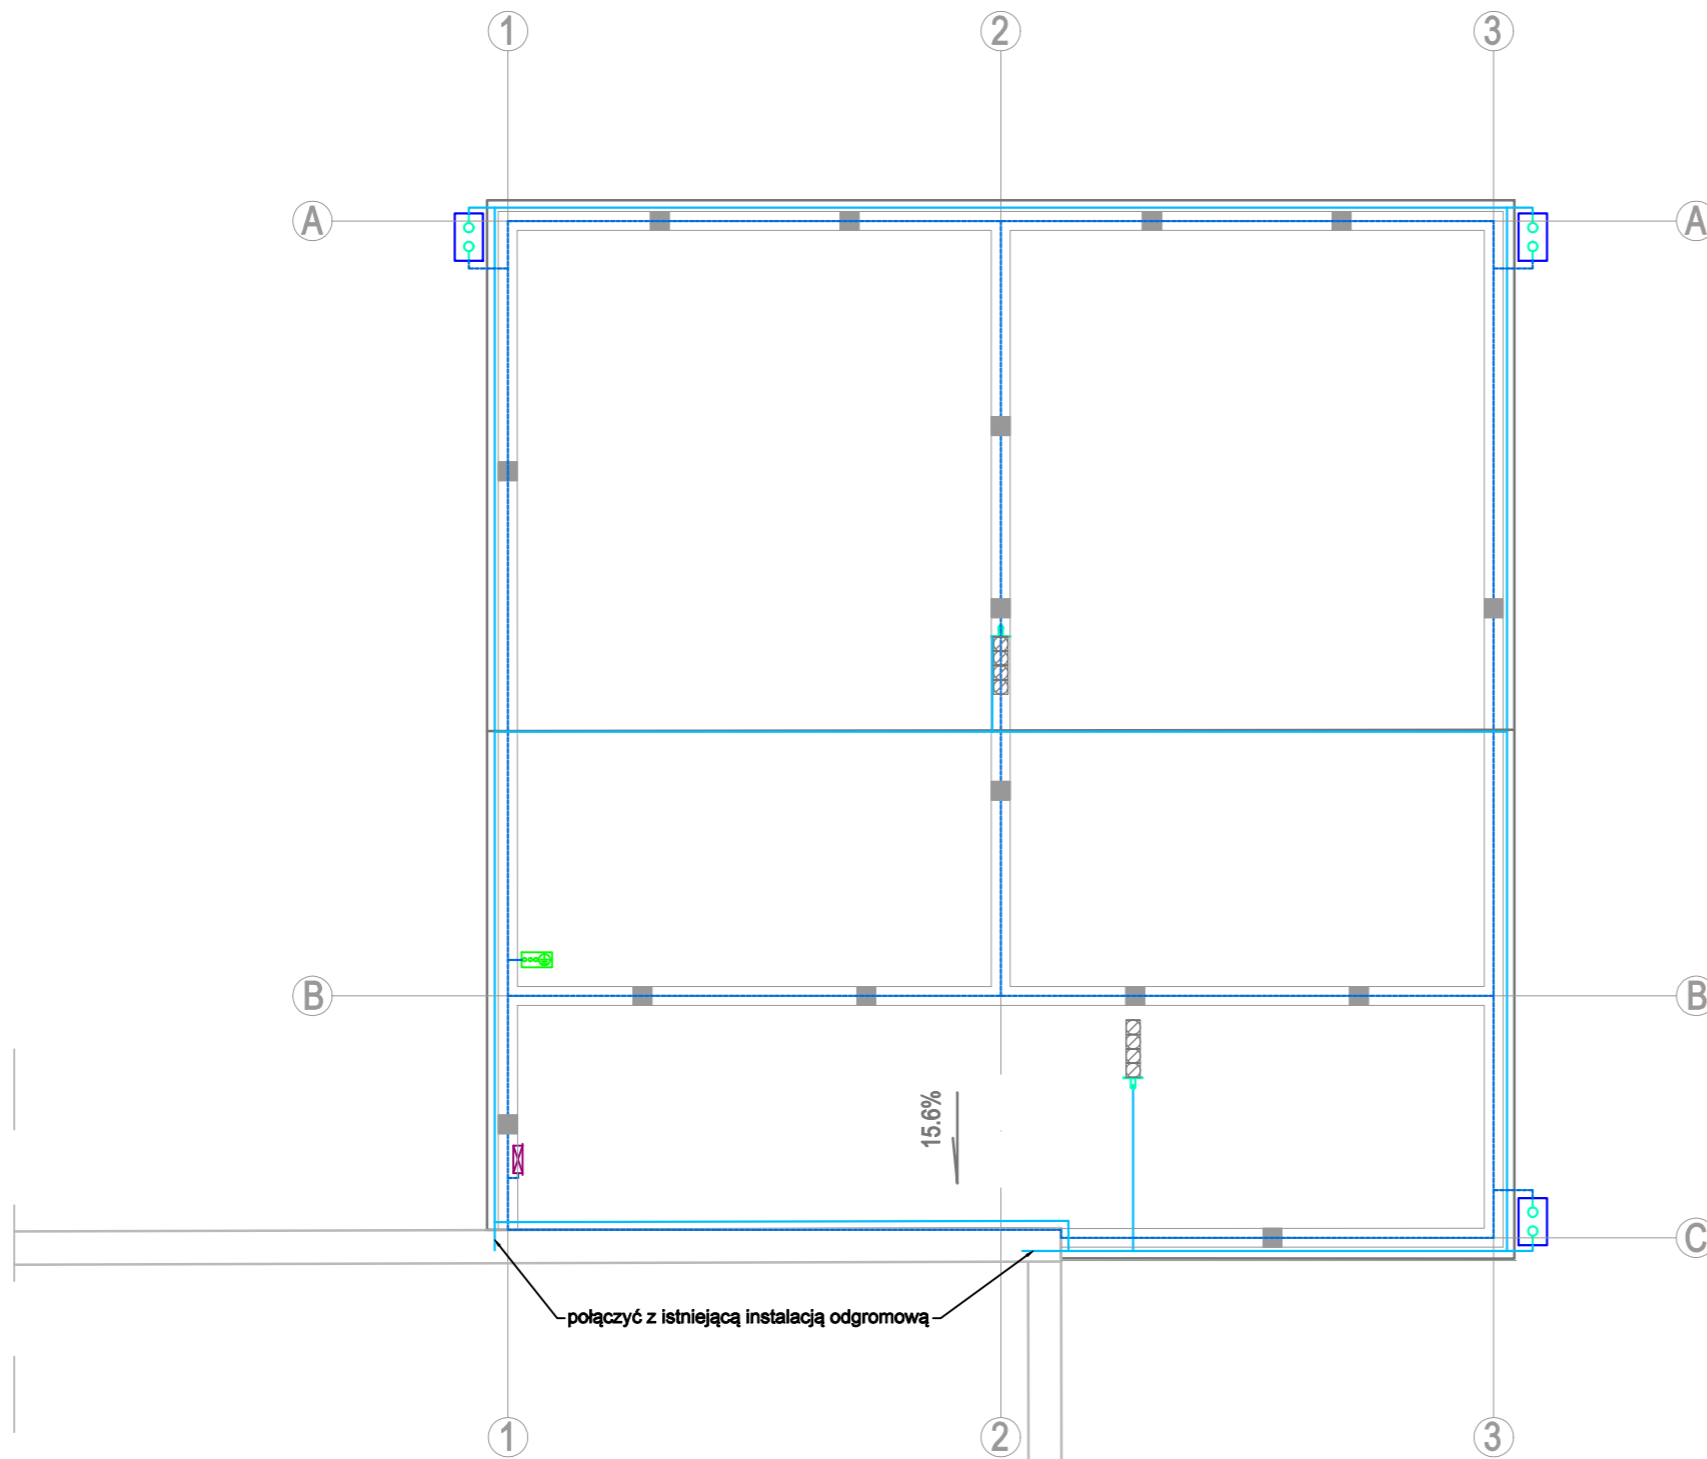 1 2 3
A A
B B
15.6%
C
połączyć z istniejącą instalacją odgromową
1 2 3